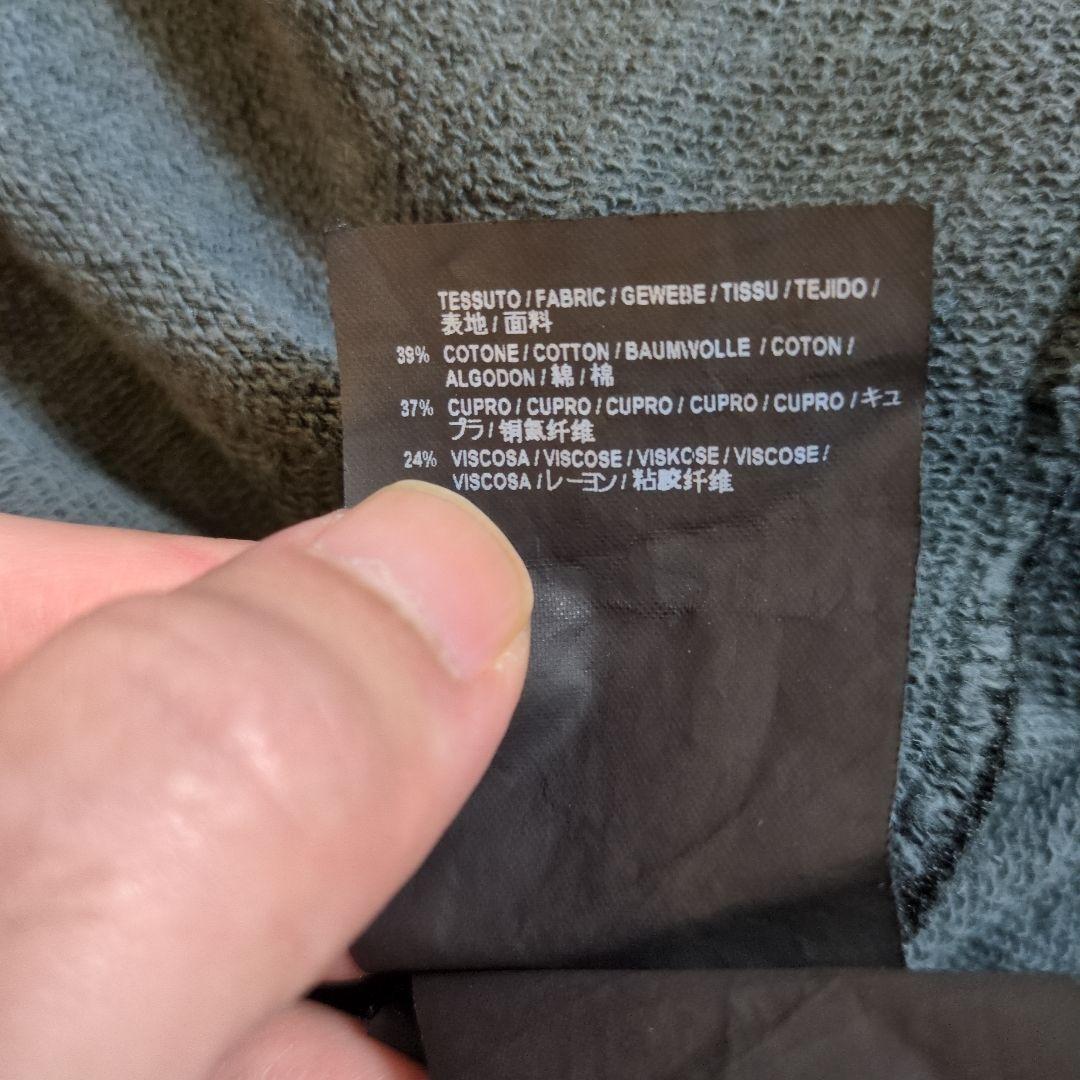 TESSUTO / FABRIC / GEWEBE / TISSU / TEJIDO /
表地 / 面料
39% COTONE / COTTON / BAUMWOLLE / COTON /
ALGODON / 綿 / 棉
37% CUPRO / CUPRO / CUPRO / CUPRO / CUPRO / キュ
プラ / 铜氨纤维
24% VISCOSA / VISCOSE / VISKOSE / VISCOSE /
VISCOSA / レーヨン / 粘胶纤维